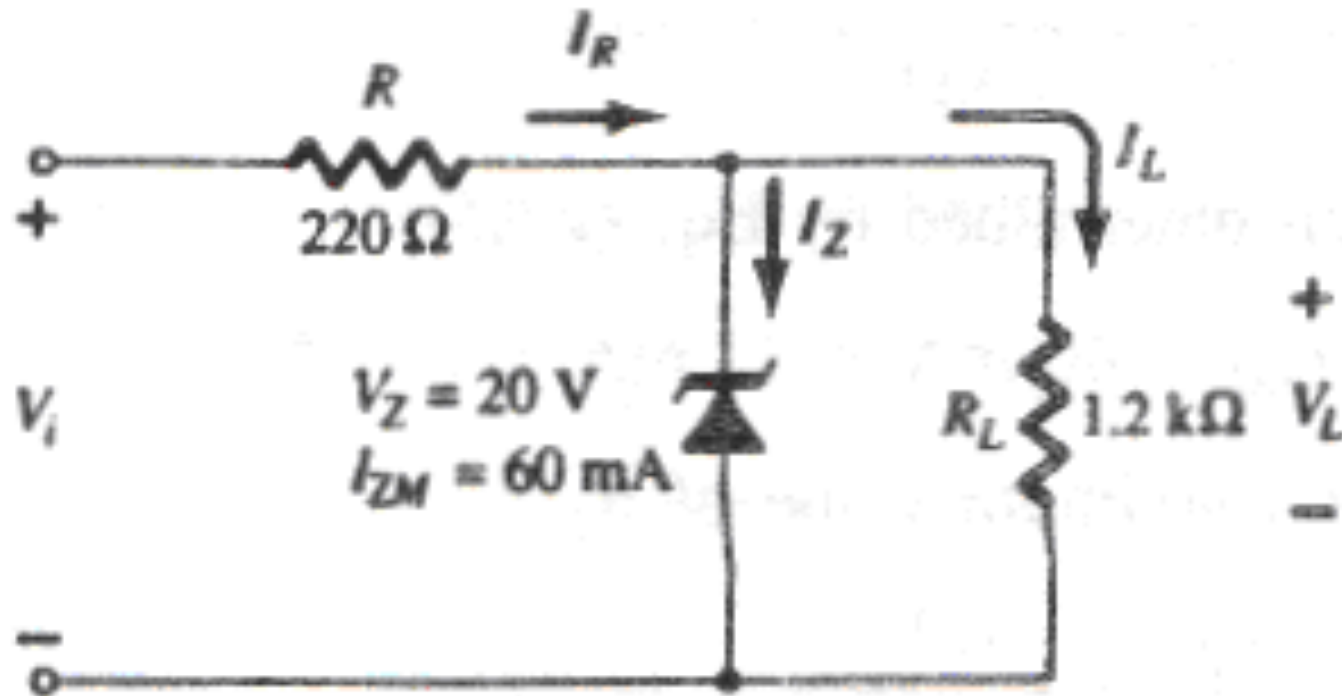 I_R
R
220 Ω
I_L
I_Z
+
+
V_i
V_Z = 20 V
I_ZM = 60 mA
R_L
1.2 kΩ
V_L
−
−